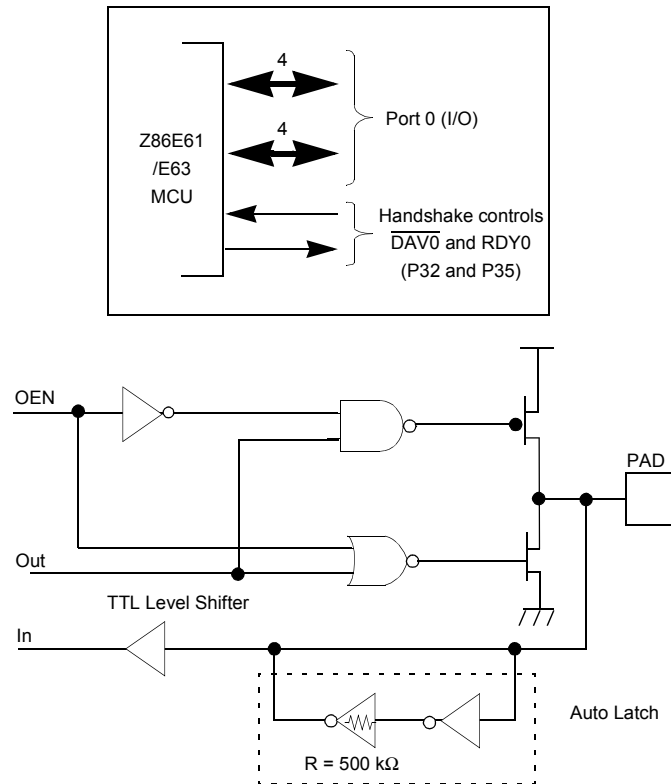 4
4
Port 0 (I/O)
Z86E61
/E63
MCU
Handshake controls
D̅A̅V̅0̅ and RDY0
(P32 and P35)
OEN
PAD
Out
TTL Level Shifter
In
Auto Latch
R = 500 kΩ